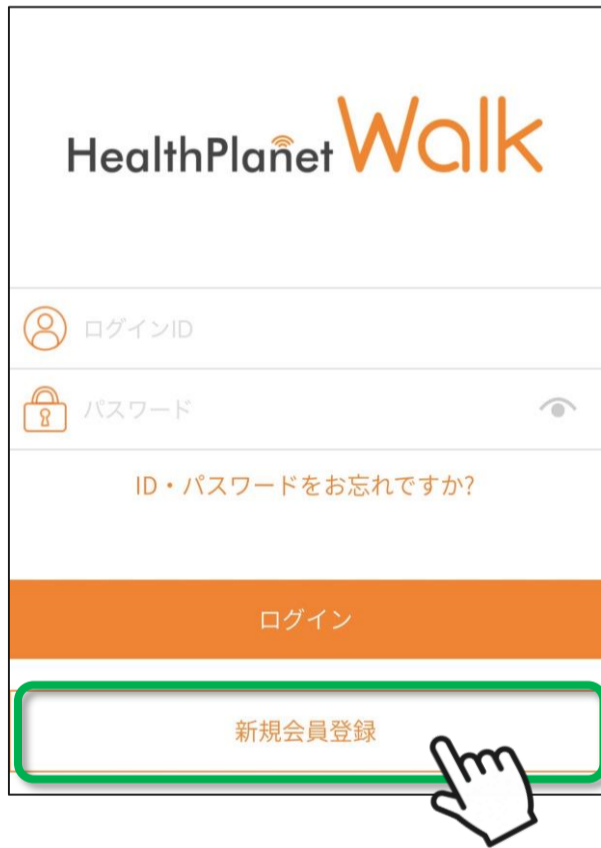 HealthPlanet Walk
ログインID
パスワード
ID・パスワードをお忘れですか?
ログイン
新規会員登録